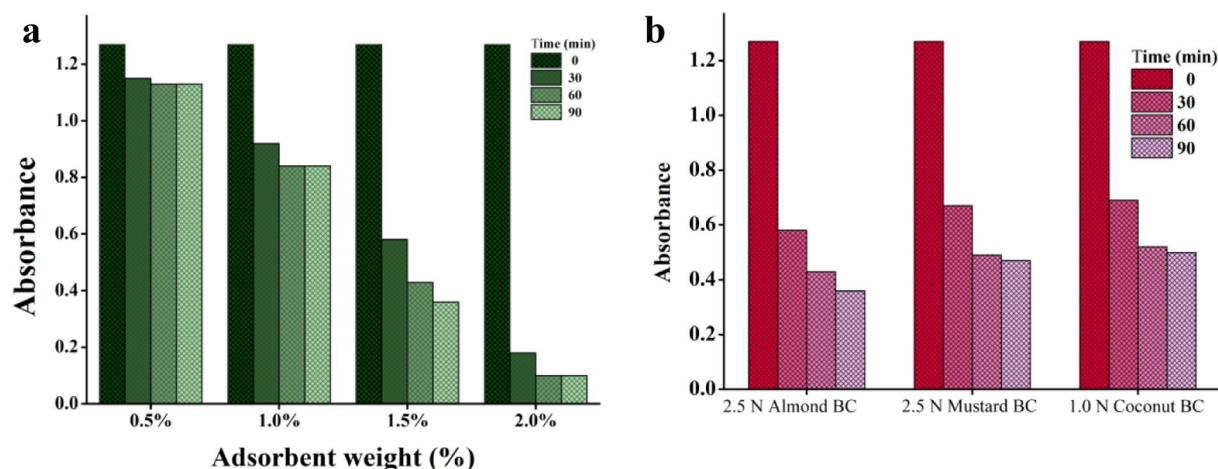 a
Absorbance
1.2
1.0
0.8
0.6
0.4
0.2
0.0
Time (min)
0
30
60
90
0.5%
1.0%
1.5%
2.0%
Adsorbent weight (%)
b
Absorbance
1.2
1.0
0.8
0.6
0.4
0.2
0.0
Time (min)
0
30
60
90
2.5 N Almond BC
2.5 N Mustard BC
1.0 N Coconut BC